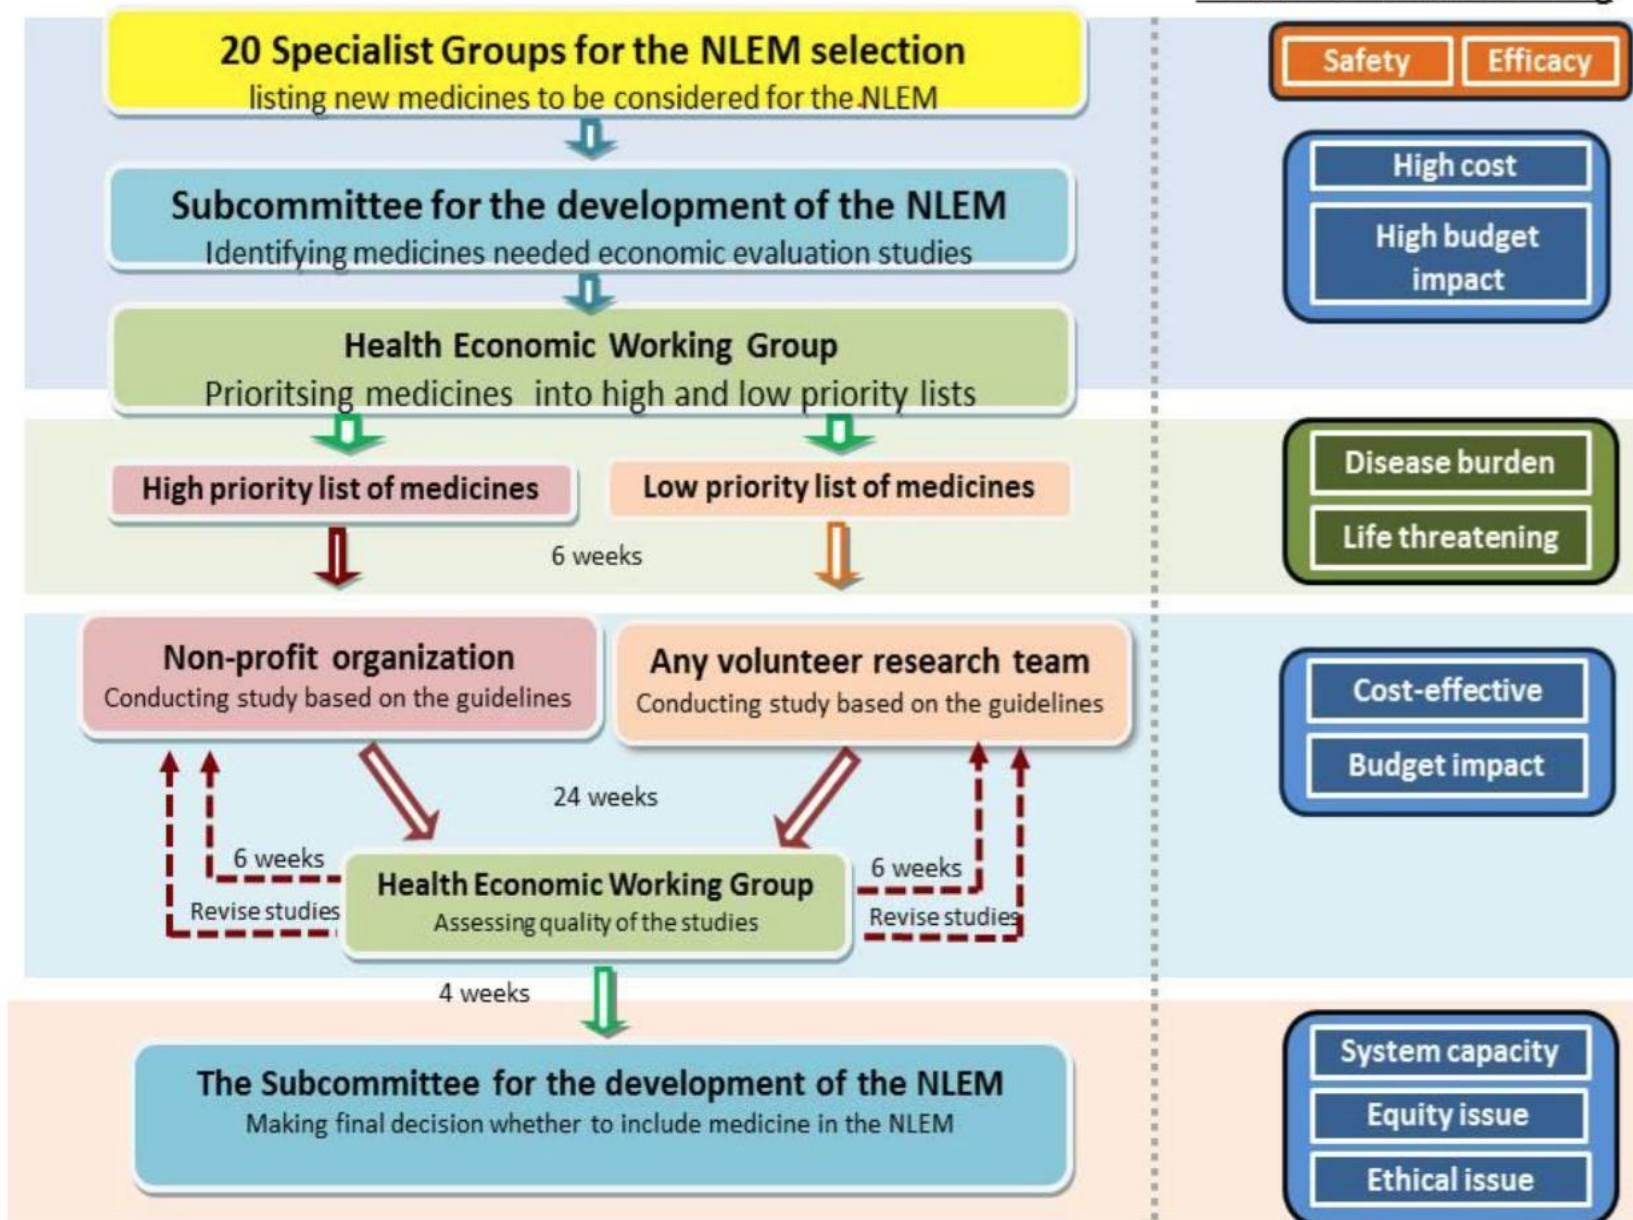 20 Specialist Groups for the NLEM selection
listing new medicines to be considered for the NLEM
Safety
Efficacy
Subcommittee for the development of the NLEM
Identifying medicines needed economic evaluation studies
High cost
High budget
impact
Health Economic Working Group
Prioritsing medicines into high and low priority lists
High priority list of medicines
Low priority list of medicines
6 weeks
Disease burden
Life threatening
Non-profit organization
Conducting study based on the guidelines
Any volunteer research team
Conducting study based on the guidelines
Cost-effective
Budget impact
24 weeks
6 weeks
Revise studies
Health Economic Working Group
Assessing quality of the studies
6 weeks
Revise studies
4 weeks
The Subcommittee for the development of the NLEM
Making final decision whether to include medicine in the NLEM
System capacity
Equity issue
Ethical issue